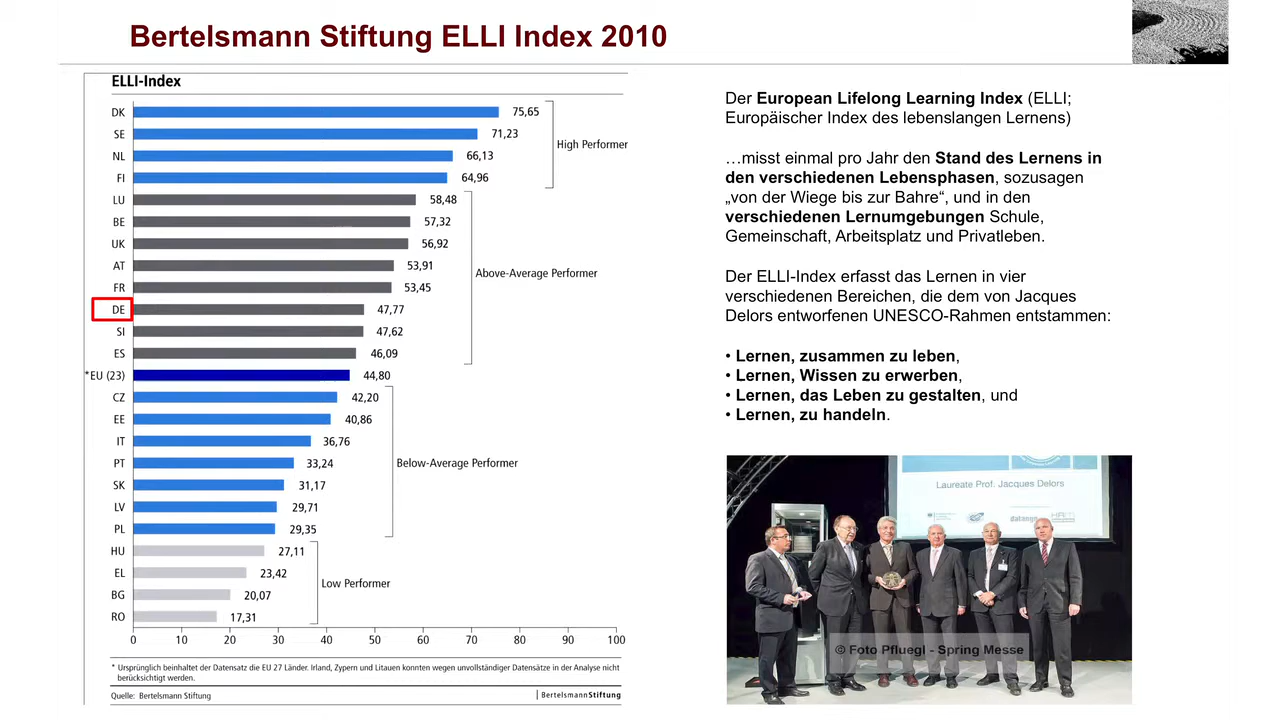 Bertelsmann Stiftung ELLI Index 2010
ELLI-Index
DK 75,65
SE 71,23
NL 66,13
FI 64,96
High Performer
LU 58,48
BE 57,32
UK 56,92
AT 53,91
FR 53,45
DE 47,77
SI 47,62
ES 46,09
Above-Average Performer
*EU (23) 44,80
CZ 42,20
EE 40,86
IT 36,76
PT 33,24
SK 31,17
LV 29,71
PL 29,35
Below-Average Performer
HU 27,11
EL 23,42
BG 20,07
RO 17,31
Low Performer
0 10 20 30 40 50 60 70 80 90 100
* Ursprünglich beinhaltet der Datensatz die EU 27 Länder. Irland, Zypern und Litauen konnten wegen unvollständiger Datensätze in der Analyse nicht
berücksichtigt werden.
Quelle: Bertelsmann Stiftung
BertelsmannStiftung
Der European Lifelong Learning Index (ELLI;
Europäischer Index des lebenslangen Lernens)
…misst einmal pro Jahr den Stand des Lernens in
den verschiedenen Lebensphasen, sozusagen
„von der Wiege bis zur Bahre“, und in den
verschiedenen Lernumgebungen Schule,
Gemeinschaft, Arbeitsplatz und Privatleben.
Der ELLI-Index erfasst das Lernen in vier
verschiedenen Bereichen, die dem von Jacques
Delors entworfenen UNESCO-Rahmen entstammen:
• Lernen, zusammen zu leben,
• Lernen, Wissen zu erwerben,
• Lernen, das Leben zu gestalten, und
• Lernen, zu handeln.
Laureate Prof. Jacques Delors
© Foto Pfluegl - Spring Messe